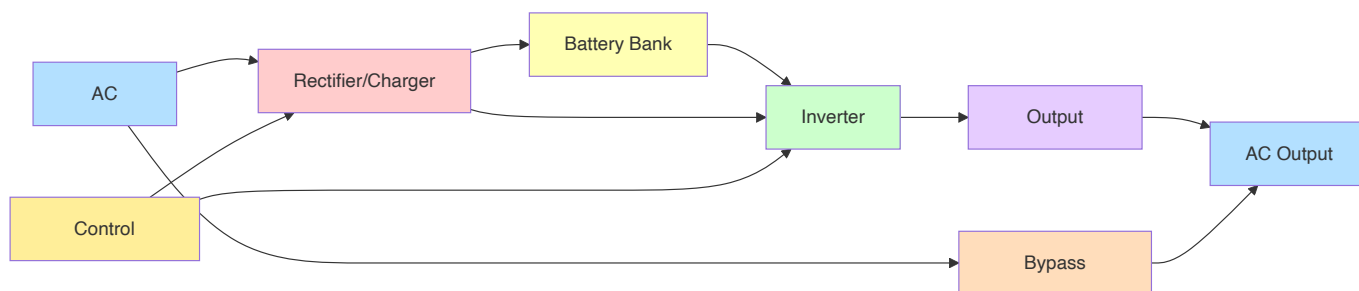 AC
Rectifier/Charger
Battery Bank
Inverter
Output
AC Output
Control
Bypass